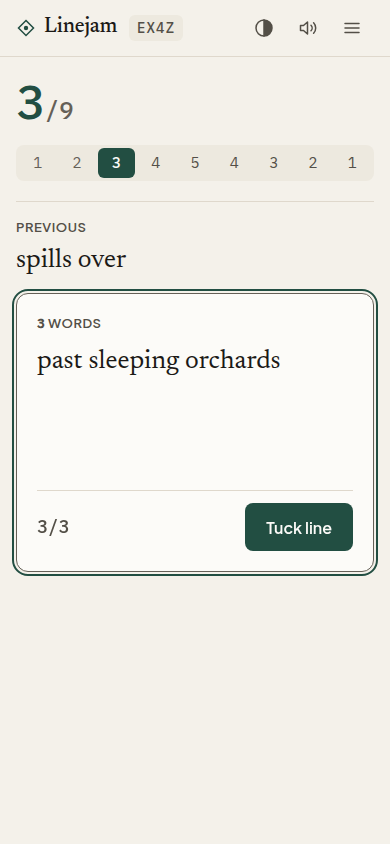 Linejam EX4Z
3/9
1 2 3 4 5 4 3 2 1
PREVIOUS
spills over
3 WORDS
past sleeping orchards
3/3 Tuck line